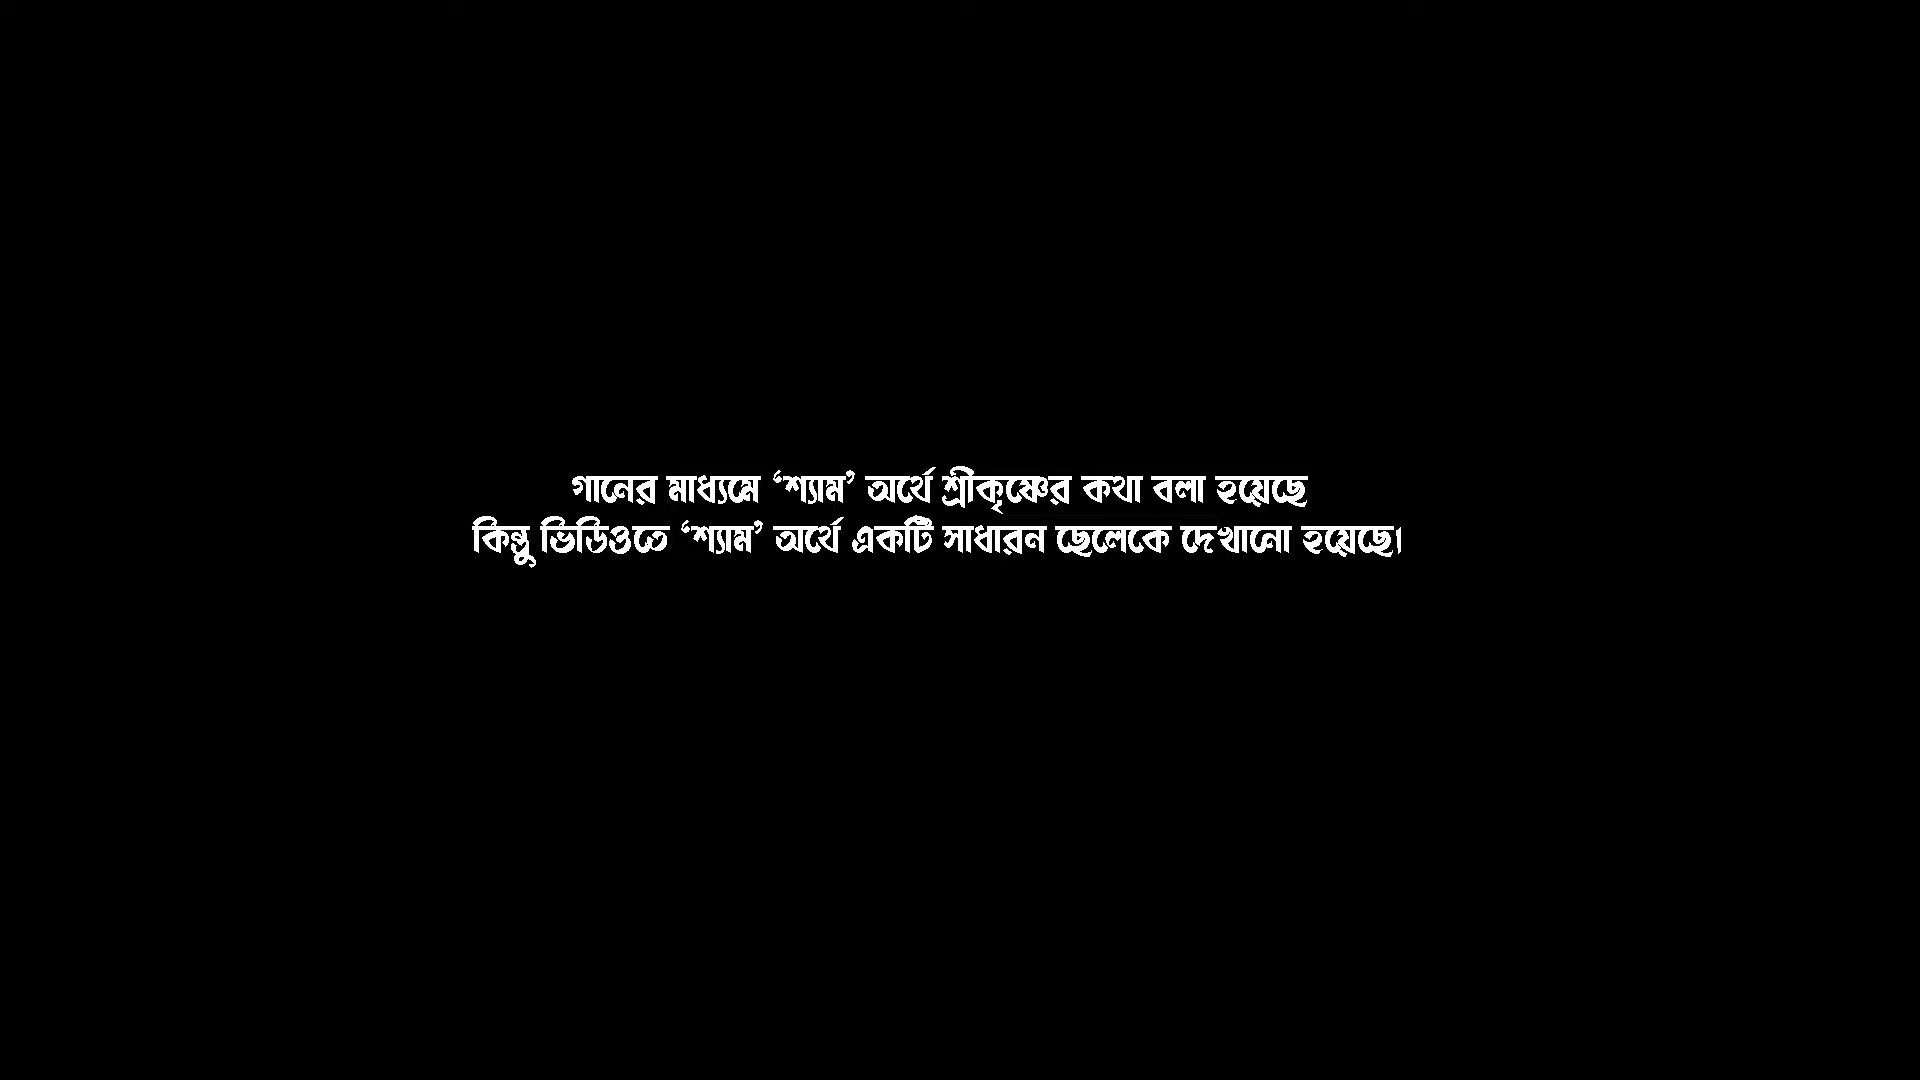 গানের মাধ্যমে ‘শ্যাম’ অর্থে শ্রীকৃষ্ণের কথা বলা হয়েছে
কিন্তু ভিডিওতে ‘শ্যাম’ অর্থে একটি সাধারন ছেলেকে দেখানো হয়েছে।